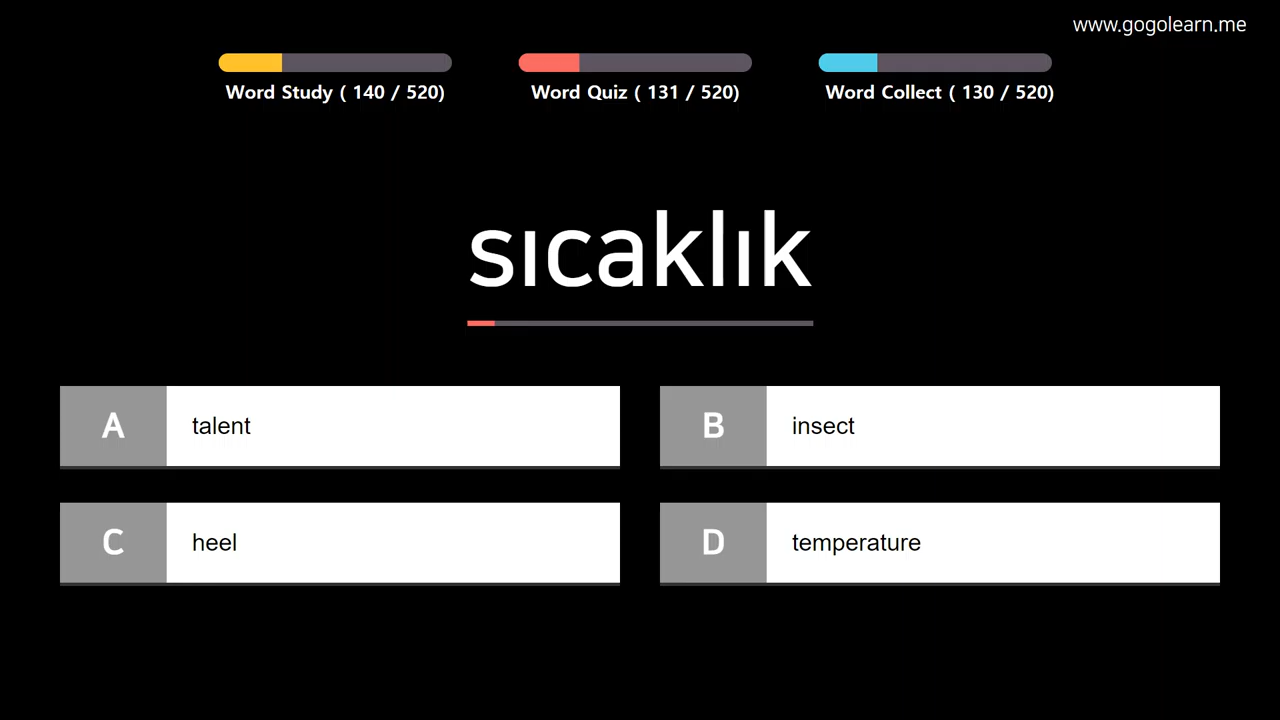 www.gogolearn.me
Word Study ( 140 / 520)
Word Quiz ( 131 / 520)
Word Collect ( 130 / 520)
sıcaklık
A talent
B insect
C heel
D temperature